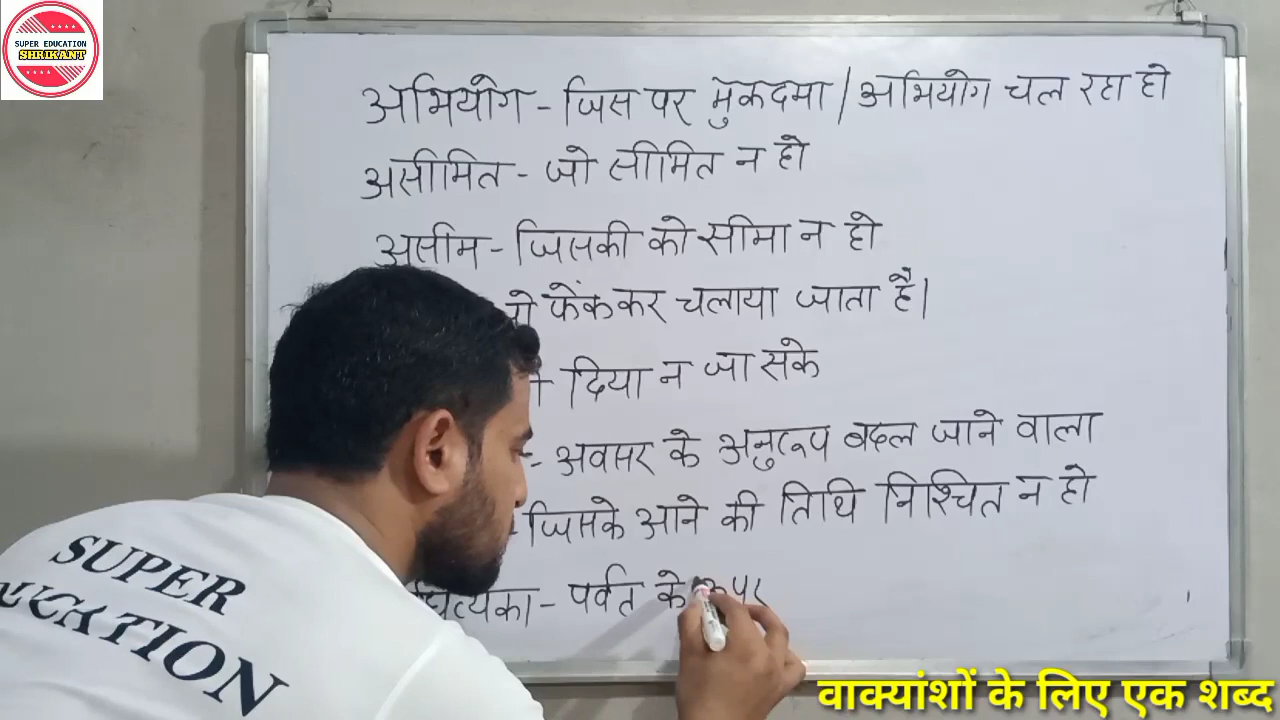 SUPER EDUCATION
SHRIKANT
अभियोग - जिस पर मुकदमा / अभियोग चल रहा हो
असीमित - जो सीमित न हो
असीम - जिसकी को सीमा न हो
फेंककर चलाया जाता है।
दिया न जा सके
- अवसर के अनुरूप बदल जाने वाला
- जिसके आने की तिथि निश्चित न हो
- पर्वत के ऊपर
SUPER
EDUCATION
वाक्यांशों के लिए एक शब्द